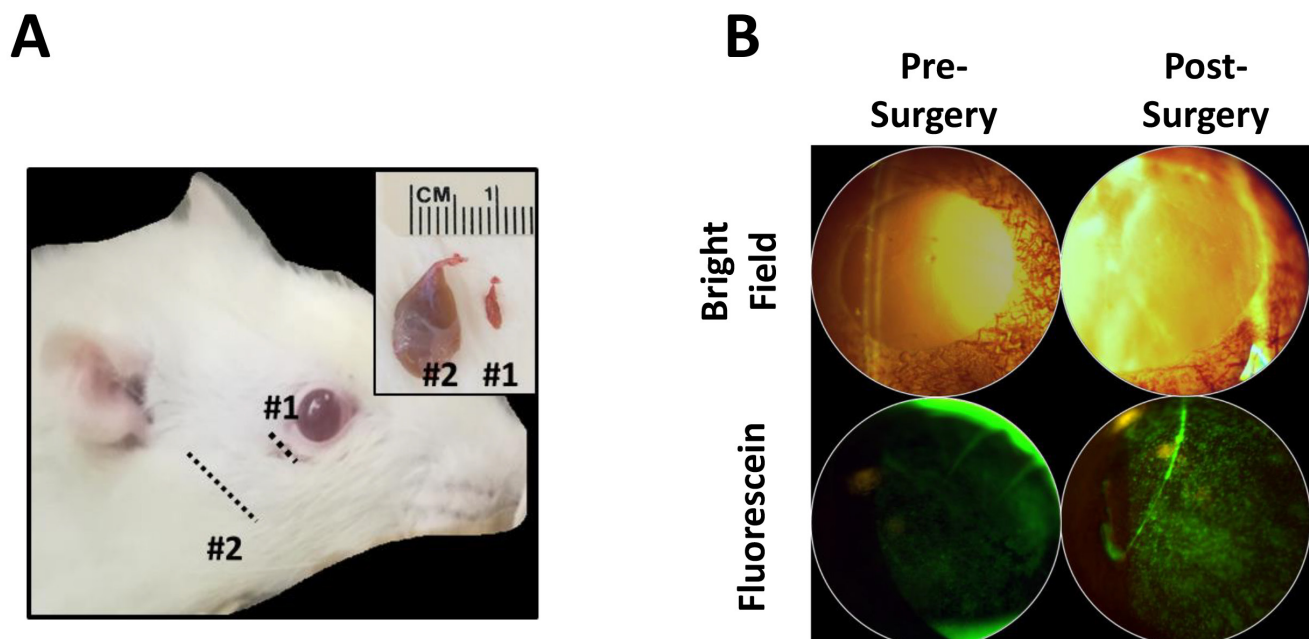 A
B
Pre-
Surgery
Post-
Surgery
CM 1
#2 #1
#1
#2
Bright
Field
Fluorescein